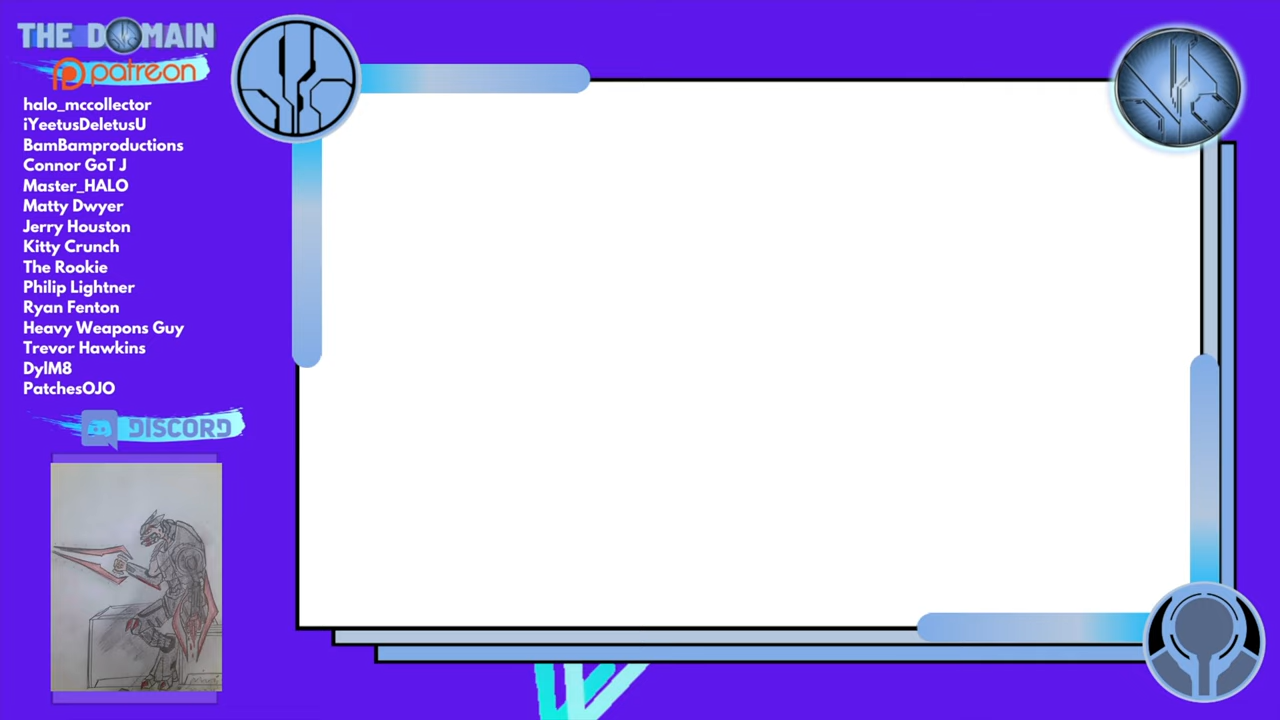 THE DOMAIN
patreon
halo_mccollector
iYeetusDeletusU
BamBamproductions
Connor GoT J
Master_HALO
Matty Dwyer
Jerry Houston
Kitty Crunch
The Rookie
Philip Lightner
Ryan Fenton
Heavy Weapons Guy
Trevor Hawkins
DylM8
PatchesOJO
DISCORD